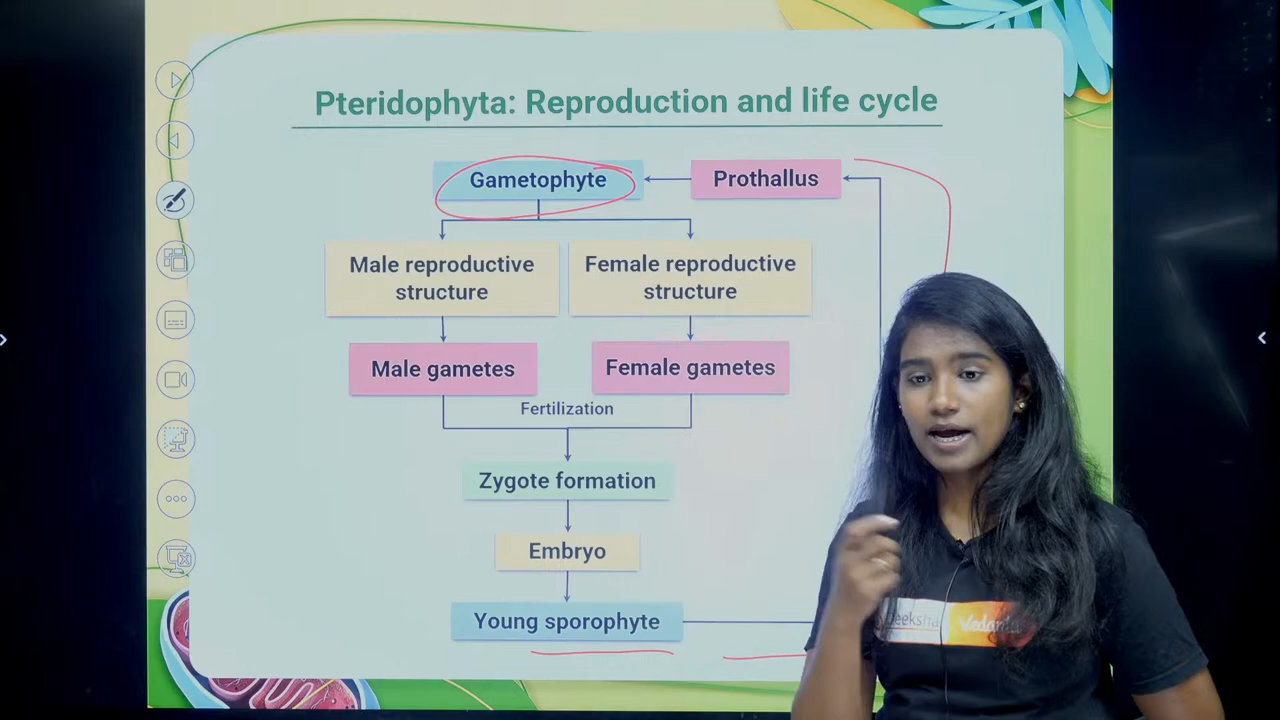 Pteridophyta: Reproduction and life cycle
Gametophyte
Prothallus
Male reproductive
structure
Female reproductive
structure
Male gametes
Female gametes
Fertilization
Zygote formation
Embryo
Young sporophyte